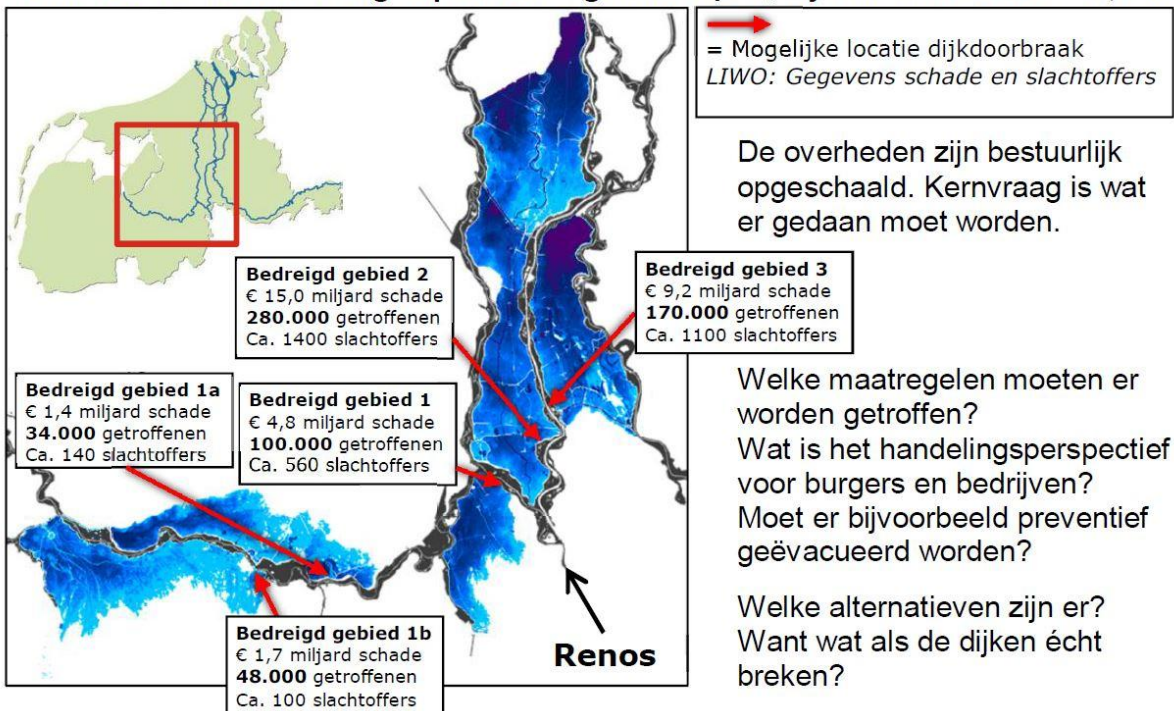 = Mogelijke locatie dijkdoorbraak
LIWO: Gegevens schade en slachtoffers
De overheden zijn bestuurlijk
opgeschaald. Kernvraag is wat
er gedaan moet worden.
Bedreigd gebied 2
€ 15,0 miljard schade
280.000 getroffenen
Ca. 1400 slachtoffers
Bedreigd gebied 3
€ 9,2 miljard schade
170.000 getroffenen
Ca. 1100 slachtoffers
Bedreigd gebied 1a
€ 1,4 miljard schade
34.000 getroffenen
Ca. 140 slachtoffers
Bedreigd gebied 1
€ 4,8 miljard schade
100.000 getroffenen
Ca. 560 slachtoffers
Bedreigd gebied 1b
€ 1,7 miljard schade
48.000 getroffenen
Ca. 100 slachtoffers
Renos
Welke maatregelen moeten er
worden getroffen?
Wat is het handelingsperspectief
voor burgers en bedrijven?
Moet er bijvoorbeeld preventief
geëvacueerd worden?
Welke alternatieven zijn er?
Want wat als de dijken écht
breken?